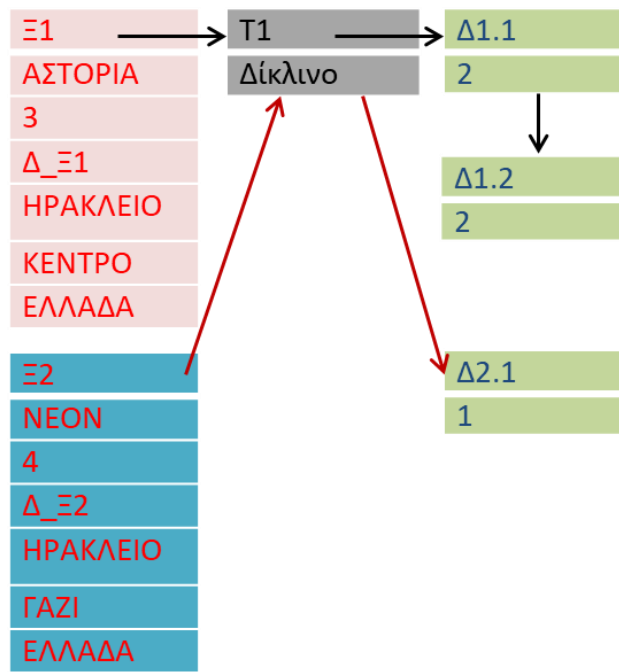 Ξ1
ΑΣΤΟΡΙΑ
3
Δ_Ξ1
ΗΡΑΚΛΕΙΟ
ΚΕΝΤΡΟ
ΕΛΛΑΔΑ
Τ1
Δίκλινο
Δ1.1
2
Δ1.2
2
Ξ2
ΝΕΟΝ
4
Δ_Ξ2
ΗΡΑΚΛΕΙΟ
ΓΑΖΙ
ΕΛΛΑΔΑ
Δ2.1
1